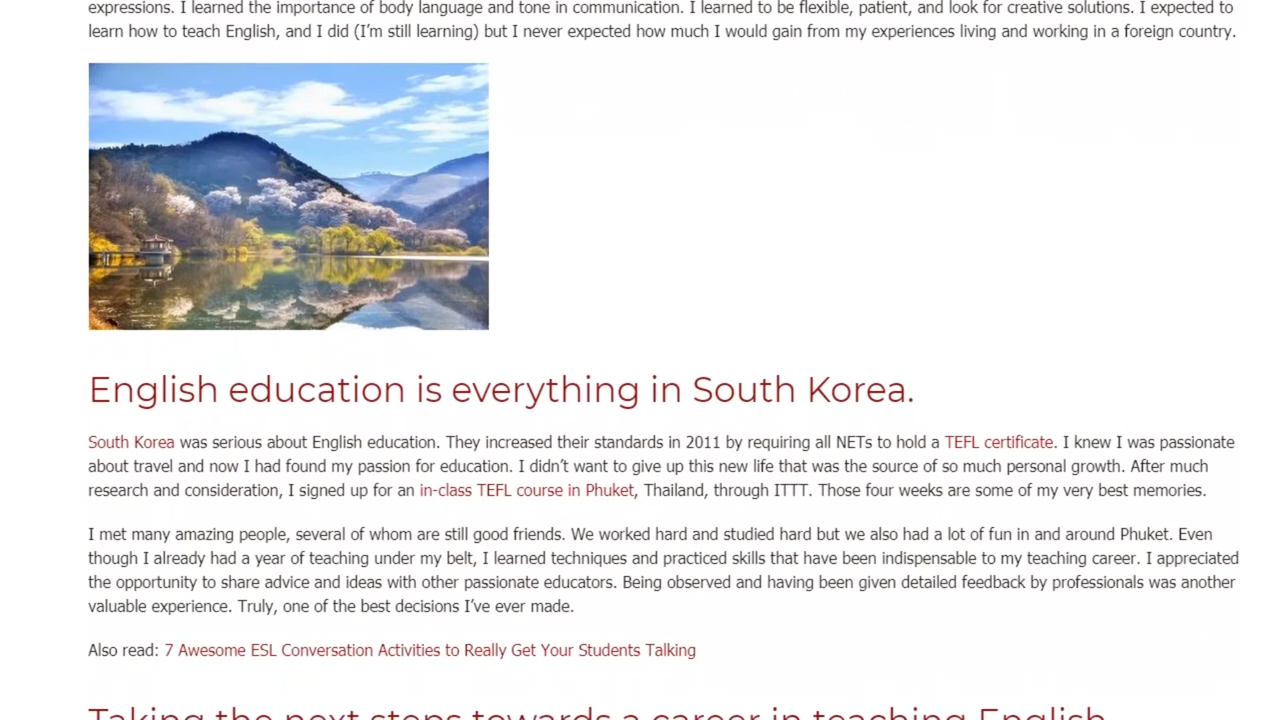 expressions. I learned the importance of body language and tone in communication. I learned to be flexible, patient, and look for creative solutions. I expected to
learn how to teach English, and I did (I’m still learning) but I never expected how much I would gain from my experiences living and working in a foreign country.
English education is everything in South Korea.
South Korea was serious about English education. They increased their standards in 2011 by requiring all NETs to hold a TEFL certificate. I knew I was passionate
about travel and now I had found my passion for education. I didn’t want to give up this new life that was the source of so much personal growth. After much
research and consideration, I signed up for an in-class TEFL course in Phuket, Thailand, through ITTT. Those four weeks are some of my very best memories.
I met many amazing people, several of whom are still good friends. We worked hard and studied hard but we also had a lot of fun in and around Phuket. Even
though I already had a year of teaching under my belt, I learned techniques and practiced skills that have been indispensable to my teaching career. I appreciated
the opportunity to share advice and ideas with other passionate educators. Being observed and having been given detailed feedback by professionals was another
valuable experience. Truly, one of the best decisions I’ve ever made.
Also read: 7 Awesome ESL Conversation Activities to Really Get Your Students Talking
Taking the next steps towards a career in teaching English